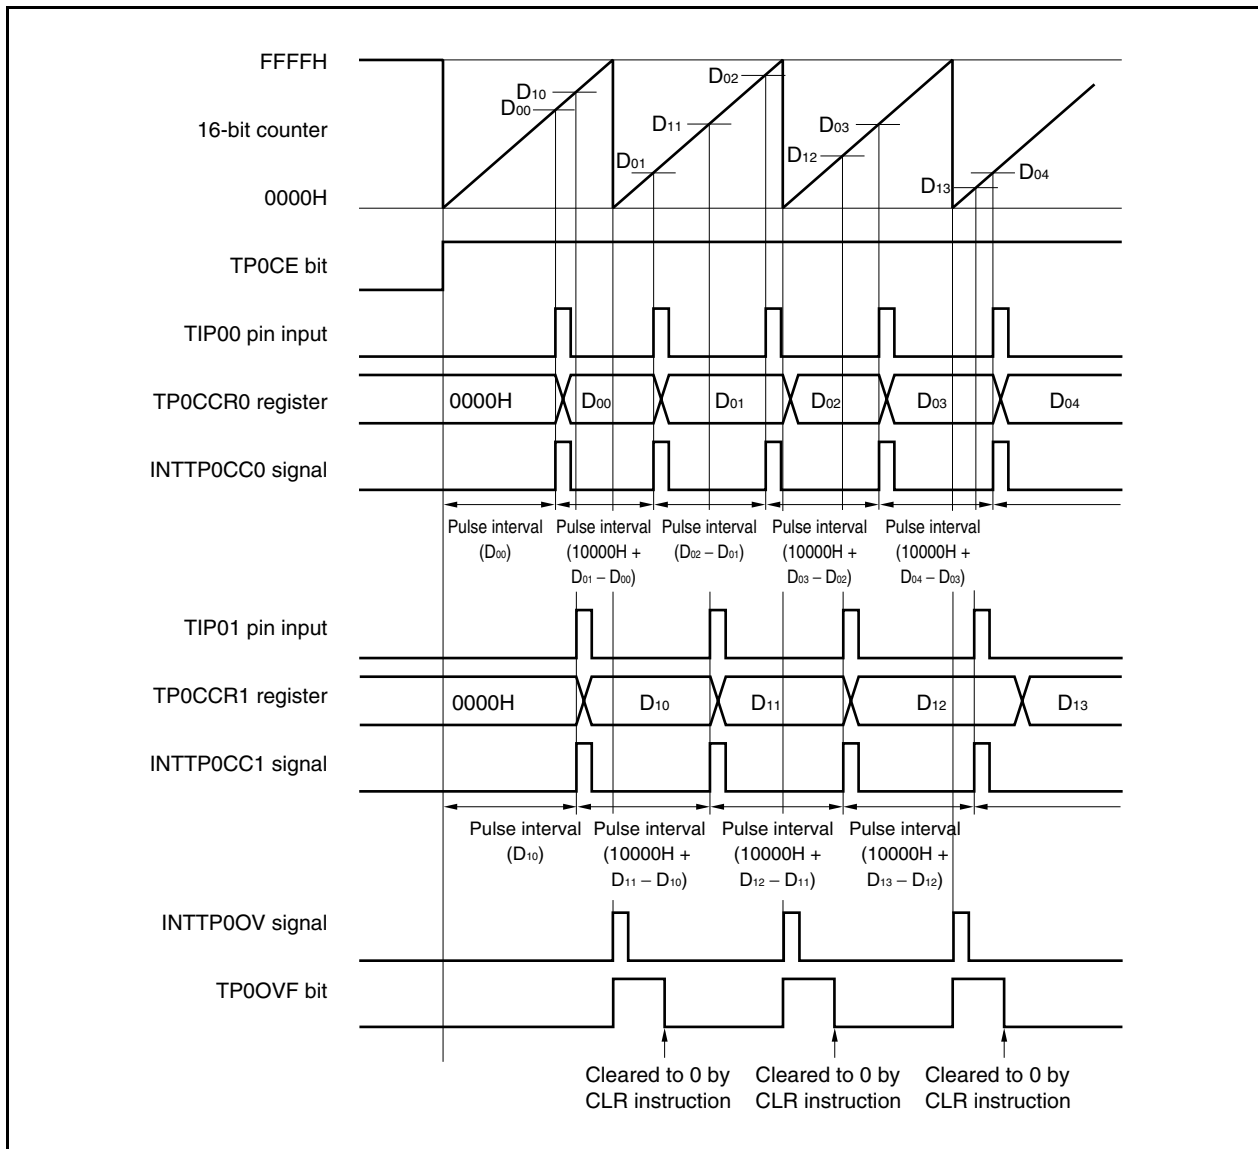 FFFFH
D10
D00
D02
16-bit counter
D11
D03
D12
D01
D13
D04
0000H
TP0CE bit
TIP00 pin input
TP0CCR0 register
0000H D00 D01 D02 D03 D04
INTTP0CC0 signal
Pulse interval Pulse interval Pulse interval Pulse interval Pulse interval
(D00) (10000H + (D02 – D01) (10000H + (10000H +
D01 – D00) D03 – D02) D04 – D03)
TIP01 pin input
TP0CCR1 register
0000H D10 D11 D12 D13
INTTP0CC1 signal
Pulse interval Pulse interval Pulse interval Pulse interval
(D10) (10000H + (10000H + (10000H +
D11 – D10) D12 – D11) D13 – D12)
INTTP0OV signal
TP0OVF bit
Cleared to 0 by Cleared to 0 by Cleared to 0 by
CLR instruction CLR instruction CLR instruction